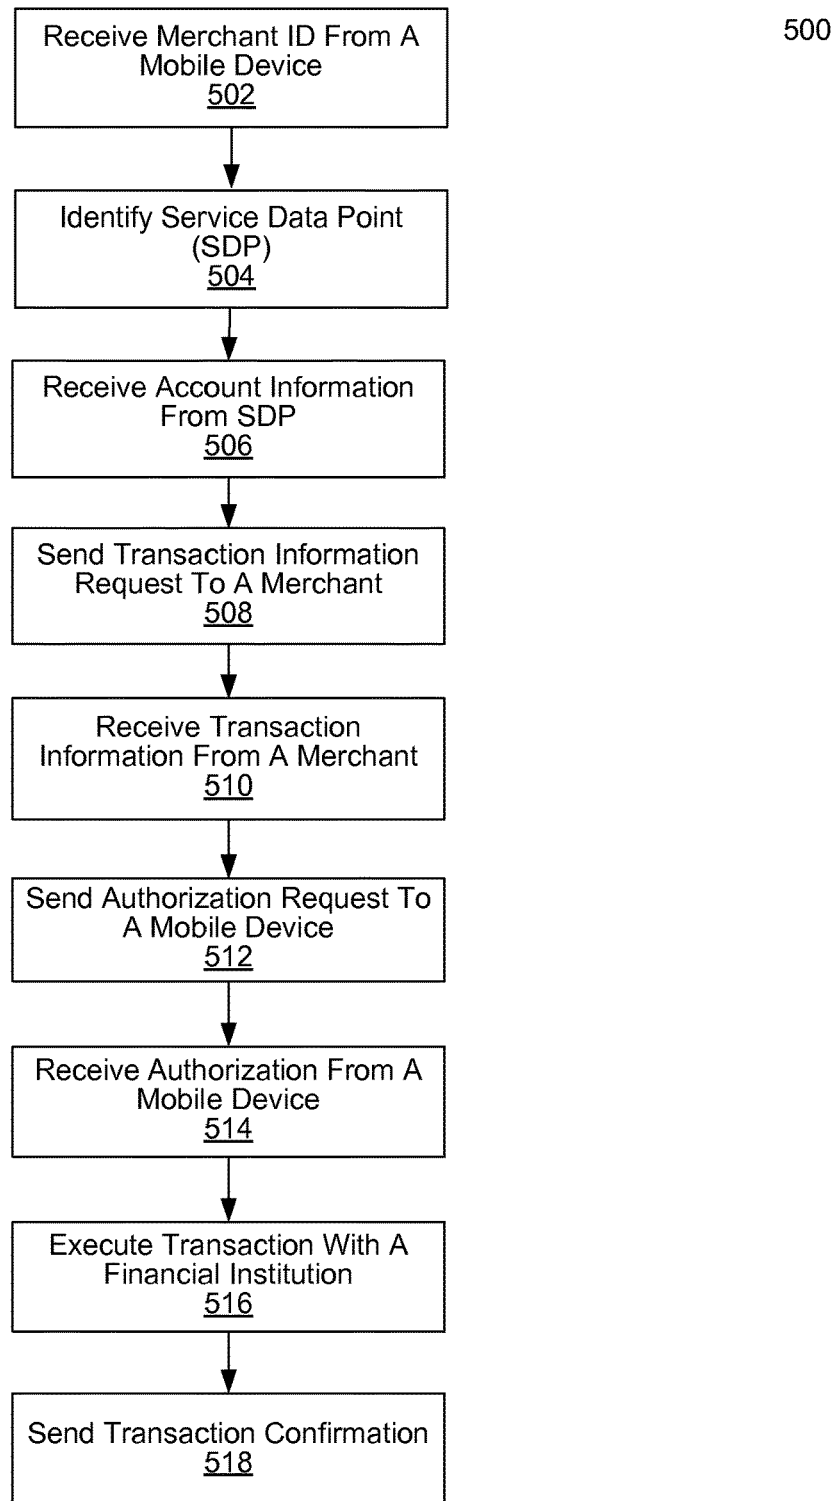 500
Receive Merchant ID From A
Mobile Device
502
Identify Service Data Point
(SDP)
504
Receive Account Information
From SDP
506
Send Transaction Information
Request To A Merchant
508
Receive Transaction
Information From A Merchant
510
Send Authorization Request To
A Mobile Device
512
Receive Authorization From A
Mobile Device
514
Execute Transaction With A
Financial Institution
516
Send Transaction Confirmation
518